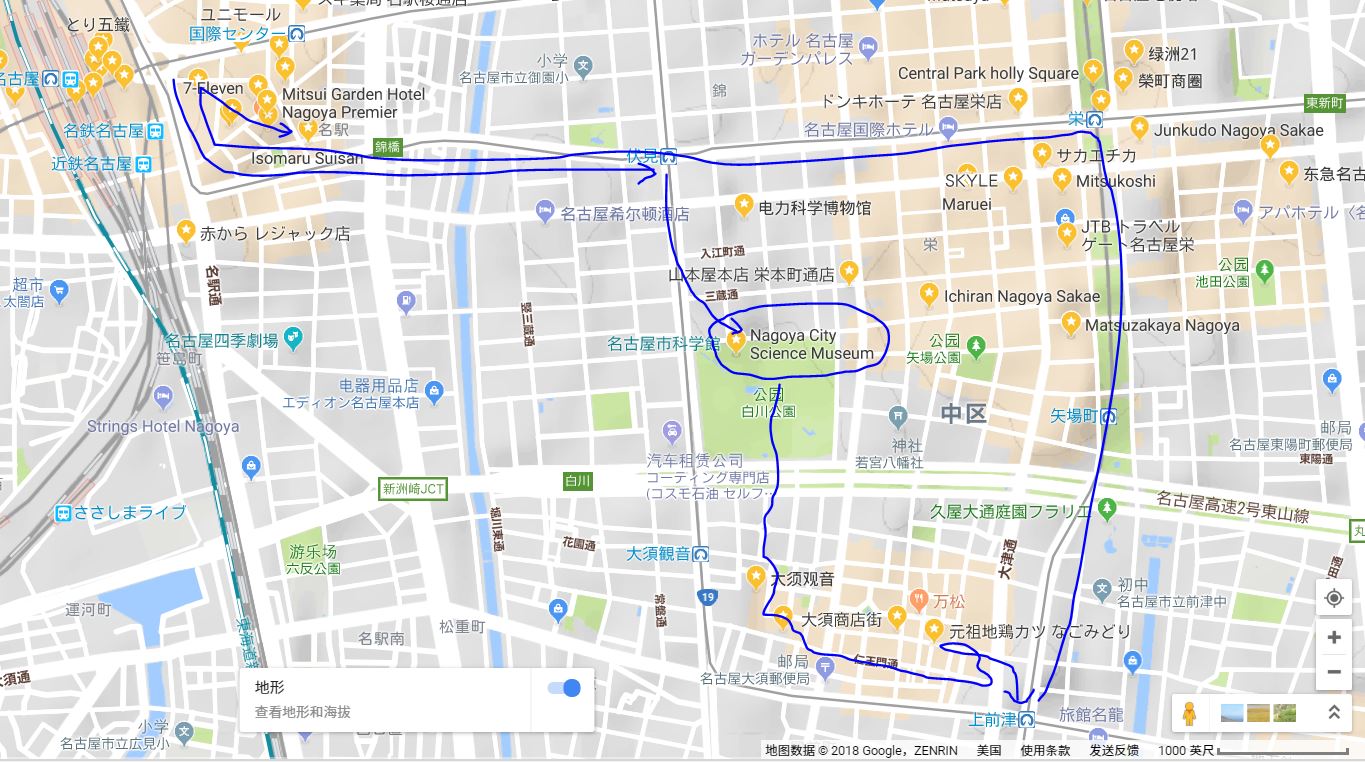 とり五鐵
ユニモール
国際センター
7-Eleven
Mitsui Garden Hotel
Nagoya Premier
名駅
Isomaru Suisan
名鉄名古屋
近鉄名古屋
錦橋
小学
名古屋市立御園小
ホテル 名古屋
ガーデンパレス
錦
伏見
名古屋国際ホテル
ドンキホーテ 名古屋栄店
Central Park holly Square
绿洲21
榮町商圈
東新町
栄
Junkudo Nagoya Sakae
サカエチカ
Mitsukoshi
SKYLE
Maruei
JTB トラベル
ゲート名古屋栄
公园
池田公園
赤から レジャック店
名古屋希尔顿酒店
电力科学博物馆
入江町通
山本屋本店 栄本町通店
三蔵通
栄
Ichiran Nagoya Sakae
Matsuzakaya Nagoya
超市
太閤店
名駅通
名古屋四季劇場
笹島町
竪三蔵通
名古屋市科学館
Nagoya City
Science Museum
公园
矢場公園
公园
白川公園
电器用品店
エディオン名古屋本店
Strings Hotel Nagoya
汽车租赁公司
コーティング専門店
(コスモ石油 セルフ…
神社
若宮八幡社
中区
矢場町
邮局
名古屋東陽町郵便局
東陽通
新洲崎JCT
白川
ささしまライブ
堀川東通
花園通
游乐场
六反公園
大須観音
久屋大通庭園フラリエ
名古屋高速2号東山線
大津通
大须观音
19
常盤通
大須商店街
万松
元祖地鶏カツ なごみどり
初中
名古屋市立前津中
運河町
名駅南
松重町
邮局
名古屋大須郵便局
仁王門通
上前津
旅館名龍
地形
查看地形和海拔
小学
名古屋市立広見小
地图数据 © 2018 Google，ZENRIN 美国 使用条款 发送反馈 1000 英尺